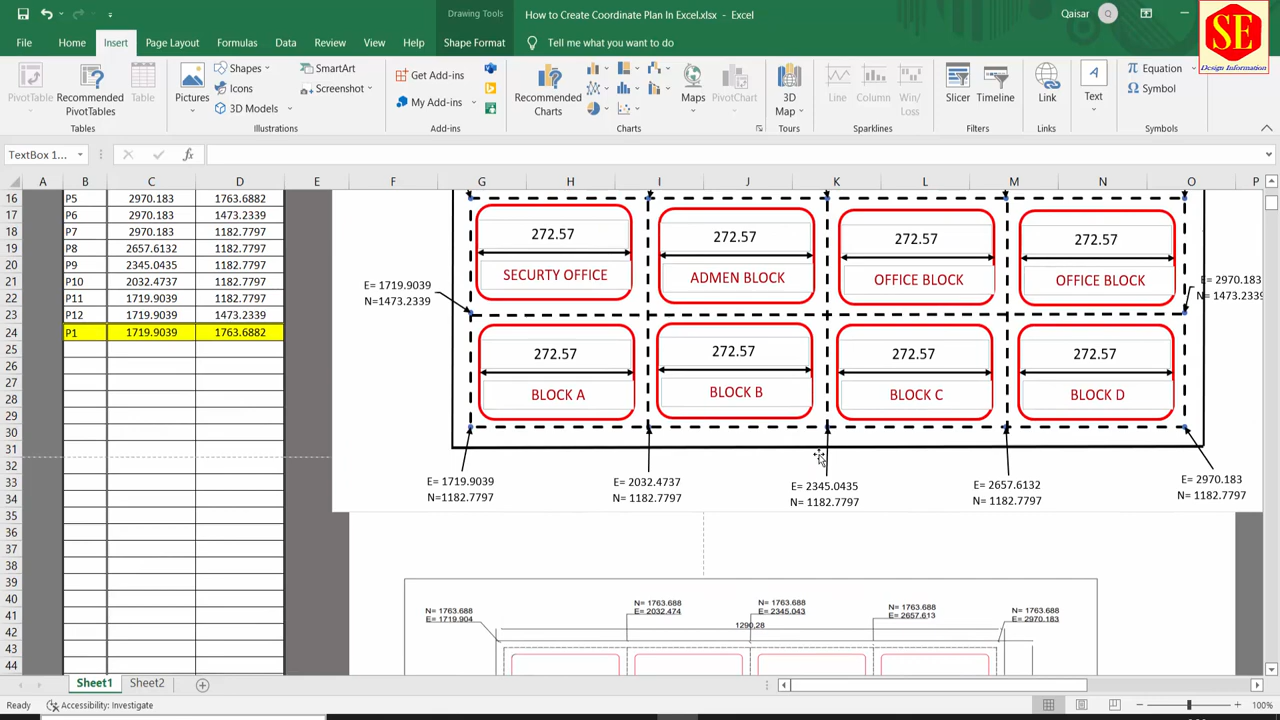 Drawing Tools
How to Create Coordinate Plan In Excel.xlsx - Excel
Qaisar Q
SE
Design Information
File Home Insert Page Layout Formulas Data Review View Help Shape Format Tell me what you want to do
PivotTable Recommended PivotTables Table
Tables
Pictures Shapes Icons 3D Models SmartArt Screenshot
Illustrations
Get Add-ins
My Add-ins
Add-ins
Recommended Charts Maps PivotChart
Charts
3D Map
Tours
Line Column Win/Loss
Sparklines
Slicer Timeline
Filters
Link
Links
Text
Equation
Symbol
Symbols
TextBox 1...
fx
A B C D E F G H I J K L M N O P
16 P5 2970.183 1763.6882
17 P6 2970.183 1473.2339
18 P7 2970.183 1182.7797
19 P8 2657.6132 1182.7797
20 P9 2345.0435 1182.7797
21 P10 2032.4737 1182.7797
22 P11 1719.9039 1182.7797
23 P12 1719.9039 1473.2339
24 P1 1719.9039 1763.6882
25
26
27
28
29
30
31
32
33
34
35
36
37
38
39
40
41
42
43
44
272.57 272.57 272.57 272.57
SECURTY OFFICE ADMEN BLOCK OFFICE BLOCK OFFICE BLOCK
E= 1719.9039
N=1473.2339
E= 2970.183
N= 1473.2339
272.57 272.57 272.57 272.57
BLOCK A BLOCK B BLOCK C BLOCK D
E= 1719.9039
N=1182.7797
E= 2032.4737
N= 1182.7797
E= 2345.0435
N= 1182.7797
E= 2657.6132
N= 1182.7797
E= 2970.183
N= 1182.7797
N= 1763.688
E= 1719.904
N= 1763.688
E= 2032.474
N= 1763.688
E= 2345.043
N= 1763.688
E= 2657.613
N= 1763.688
E= 2970.183
1290,28
Sheet1 Sheet2
Ready Accessibility: Investigate
100%